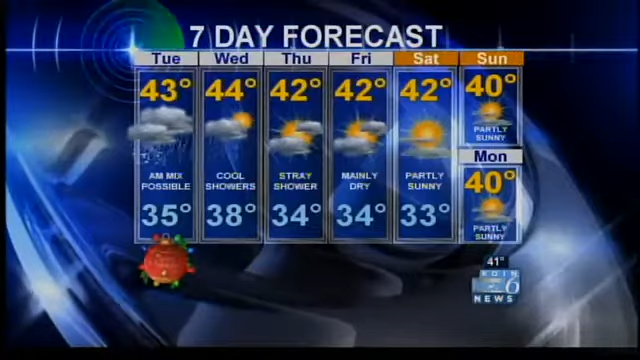 7 DAY FORECAST
Tue Wed Thu Fri Sat Sun
43° 44° 42° 42° 42° 40°
PARTLY
SUNNY
Mon
40°
PARTLY
SUNNY
AM MIX
POSSIBLE
COOL
SHOWERS
STRAY
SHOWER
MAINLY
DRY
PARTLY
SUNNY
35° 38° 34° 34° 33°
41°
KOIN
6
NEWS